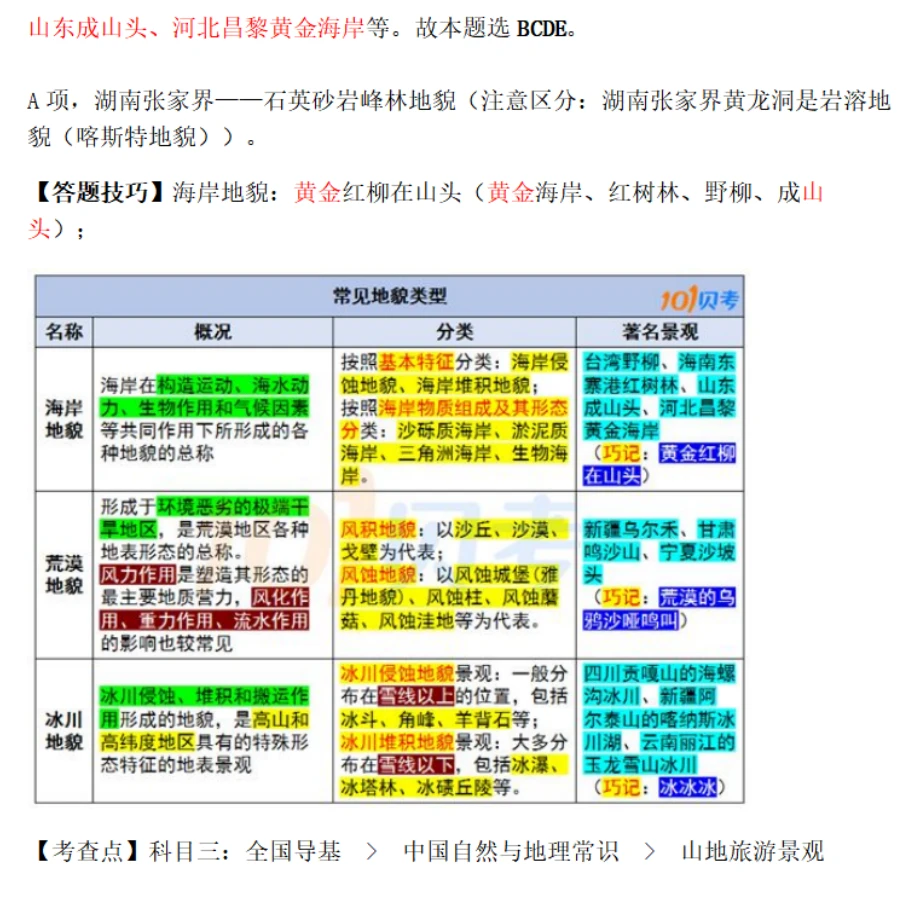 山东成山头、河北昌黎黄金海岸等。故本题选 BCDE。
A 项，湖南张家界——石英砂岩峰林地貌（注意区分：湖南张家界黄龙洞是岩溶地
貌（喀斯特地貌））。
【答题技巧】海岸地貌：黄金红柳在山头（黄金海岸、红树林、野柳、成山
头）；
常见地貌类型
101贝考
名称 概况 分类 著名景观
海岸
地貌
海岸在构造运动、海水动
力、生物作用和气候因素
等共同作用下所形成的各
种地貌的总称
按照基本特征分类：海岸侵
蚀地貌、海岸堆积地貌；
按照海岸物质组成及其形态
分类：沙砾质海岸、淤泥质
海岸、三角洲海岸、生物海
岸。
台湾野柳、海南东
寨港红树林、山东
成山头、河北昌黎
黄金海岸
（巧记：黄金红柳
在山头）
荒漠
地貌
形成于环境恶劣的极端干
旱地区，是荒漠地区各种
地表形态的总称。
风力作用是塑造其形态的
最主要地质营力，风化作
用、重力作用、流水作用
的影响也较常见
风积地貌：以沙丘、沙漠、
戈壁为代表；
风蚀地貌：以风蚀城堡(雅
丹地貌)、风蚀柱、风蚀蘑
菇、风蚀洼地等为代表。
新疆乌尔禾、甘肃
鸣沙山、宁夏沙坡
头
（巧记：荒漠的乌
鸦沙哑鸣叫）
冰川
地貌
冰川侵蚀、堆积和搬运作
用形成的地貌，是高山和
高纬度地区具有的特殊形
态特征的地表景观
冰川侵蚀地貌景观：一般分
布在雪线以上的位置，包括
冰斗、角峰、羊背石等；
冰川堆积地貌景观：大多分
布在雪线以下，包括冰瀑、
冰塔林、冰碛丘陵等。
四川贡嘎山的海螺
沟冰川、新疆阿
尔泰山的喀纳斯冰
川湖、云南丽江的
玉龙雪山冰川
（巧记：冰冰冰）
101贝考
【考查点】科目三：全国导基 > 中国自然与地理常识 > 山地旅游景观